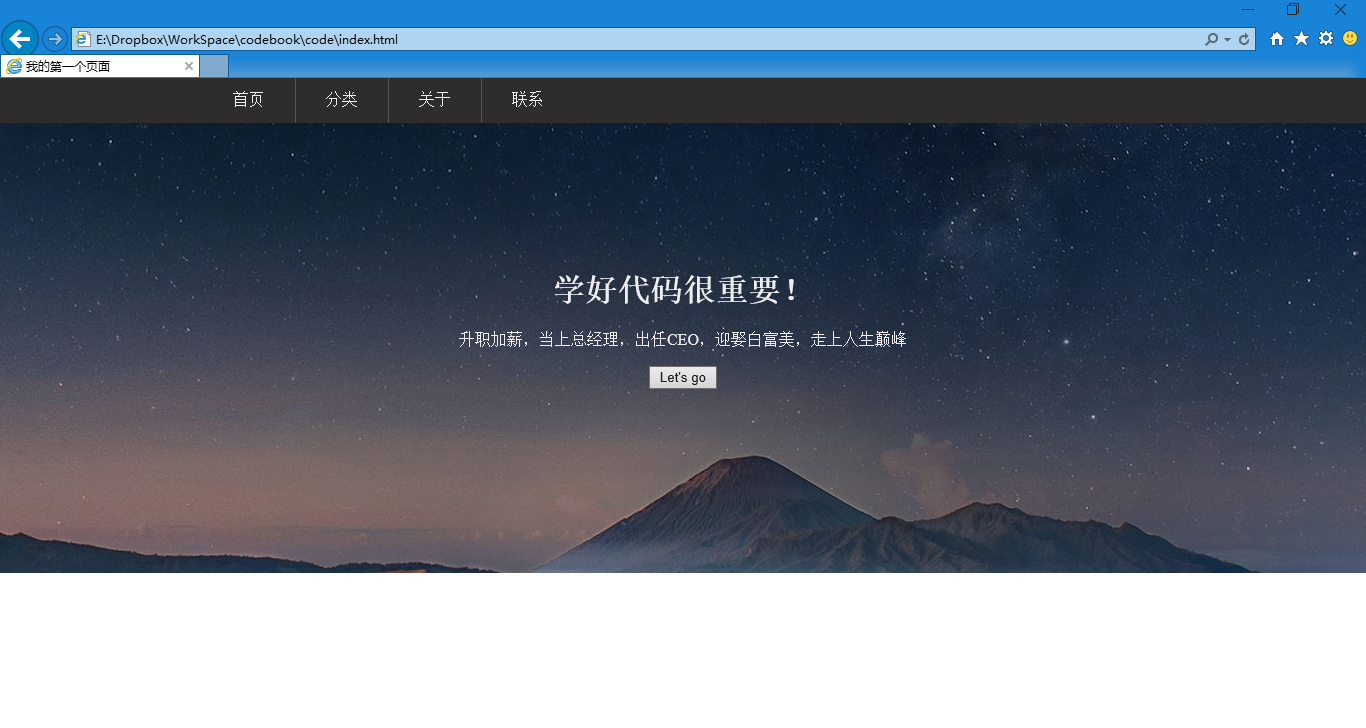 E:\Dropbox\WorkSpace\codebook\code\index.html
我的第一个页面
首页 分类 关于 联系
学好代码很重要！
升职加薪，当上总经理，出任CEO，迎娶白富美，走上人生巅峰
Let's go